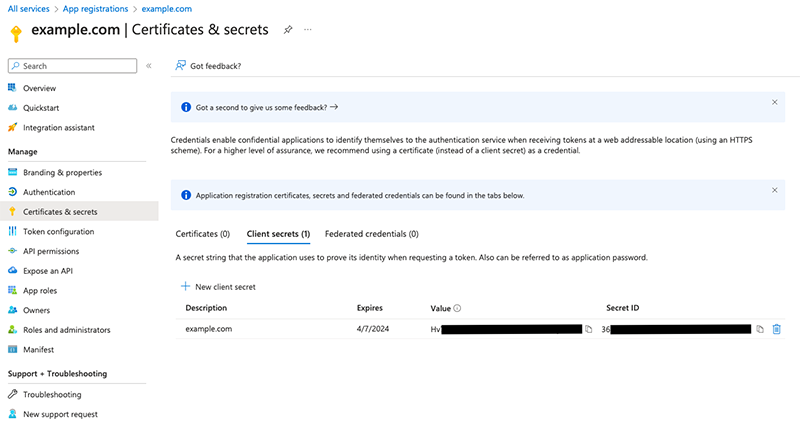 All services > App registrations > example.com
example.com | Certificates & secrets
Search
Overview
Quickstart
Integration assistant
Manage
Branding & properties
Authentication
Certificates & secrets
Token configuration
API permissions
Expose an API
App roles
Owners
Roles and administrators
Manifest
Support + Troubleshooting
Troubleshooting
New support request
Got feedback?
Got a second to give us some feedback? →
Credentials enable confidential applications to identify themselves to the authentication service when receiving tokens at a web addressable location (using an HTTPS
scheme). For a higher level of assurance, we recommend using a certificate (instead of a client secret) as a credential.
Application registration certificates, secrets and federated credentials can be found in the tabs below.
Certificates (0) Client secrets (1) Federated credentials (0)
A secret string that the application uses to prove its identity when requesting a token. Also can be referred to as application password.
New client secret
Description Expires Value Secret ID
example.com 4/7/2024 Hv 36